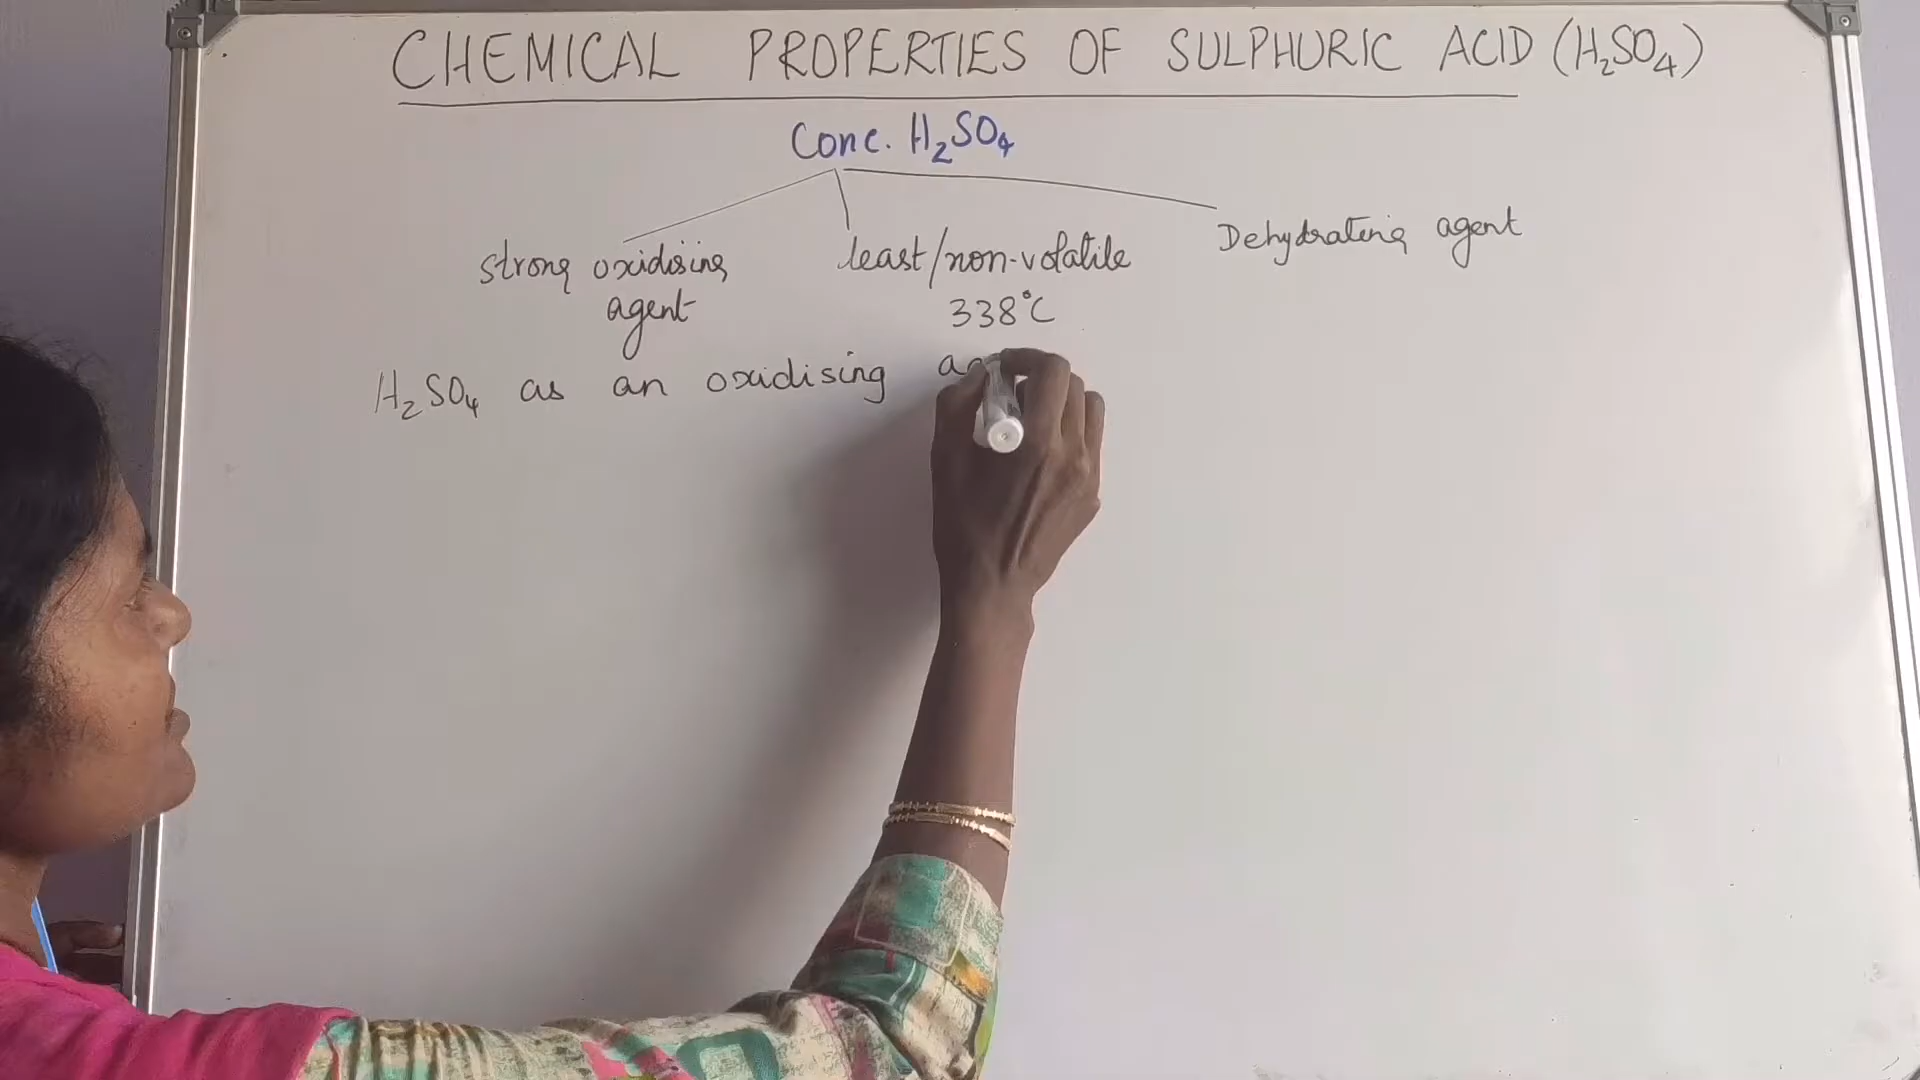 CHEMICAL PROPERTIES OF SULPHURIC ACID (H₂SO₄)
Conc. H₂SO₄
strong oxidising agent
least/non-volatile
338°C
Dehydrating agent
H₂SO₄ as an oxidising